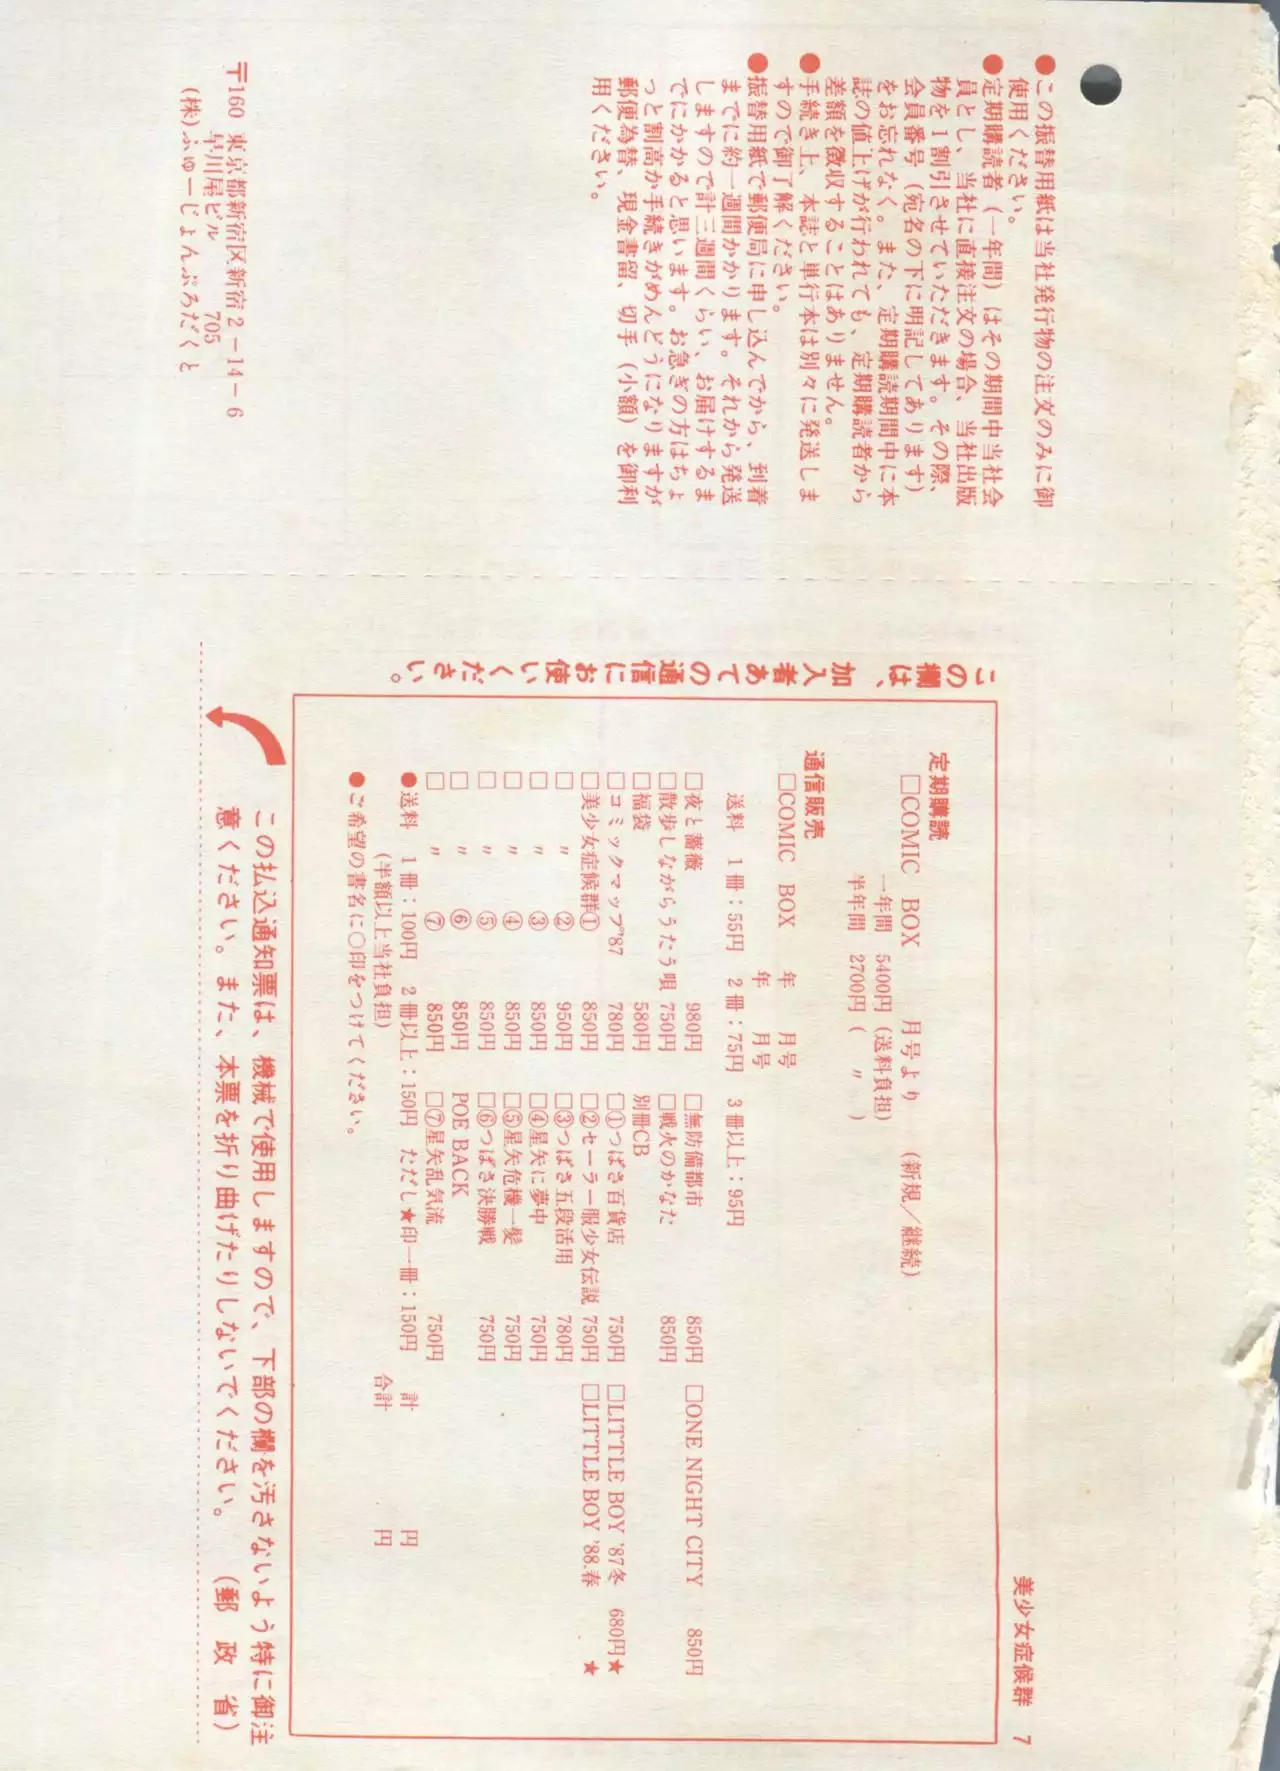 ●この振替用紙は当社発行物の注文のみに御
使用ください。
●定期購読者（一年間）はその期間中当社会
員とし、当社に直接注文の場合、当社出版
物を１割引させていただきます。その際、
会員番号（宛名の下に明記してあります）
をお忘れなく。また、定期購読期間中に本
誌の値上げが行われても、定期購読者から
差額を徴収することはありません。
●手続き上、本誌と単行本は別々に発送しま
すので御了解ください。
●振替用紙で郵便局に申し込んでから、到着
までに約一週間かかります。それから発送
しますので計三週間くらい、お届けするま
でにかかると思います。お急ぎの方はちょ
っと割高か手続きがめんどうになりますが
郵便為替、現金書留、切手（小額）を御利
用ください。
〒160 東京都新宿区新宿２－14－６
早川屋ビル　705
（株）ふゅーじょんぷろだくと
美少女症候群　７
この欄は、加入者あての通信にお使いください。
定期購読
□COMIC BOX　月号より　（新規／継続）
一年間　5400円（送料負担）
半年間　2700円（　〃　）
通信販売
□COMIC BOX　年　月号
年　月号
送料　１冊：55円　２冊：75円　３冊以上：95円
□夜と薔薇　980円　□無防備都市　850円　□ONE NIGHT CITY　850円
□散歩しながらうたう唄　750円　□戦火のかなた　850円
□福袋　580円　別冊CB
□コミックマップ'87　780円　□①つばさ百貨店　750円　□LITTLE BOY '87冬　680円★
□美少女症候群①　850円　□②セーラー服少女伝説　750円　□LITTLE BOY '88.春　★
□　〃　②　950円　□③つばさ五段活用　780円
□　〃　③　850円　□④星矢に夢中　750円
□　〃　④　850円　□⑤星矢危機一髪　750円
□　〃　⑤　850円　□⑥つばさ決勝戦　750円
□　〃　⑥　850円　POE BACK
□　〃　⑦　850円　□⑦星矢乱気流　750円
●送料　１冊：100円　２冊以上：150円　ただし★印一冊：150円　計　円
（半額以上当社負担）　合計　円
●ご希望の書名に○印をつけてください。
この払込通知票は、機械で使用しますので、下部の欄を汚さないよう特に御注
意ください。また、本票を折り曲げたりしないでください。（郵　政　省）